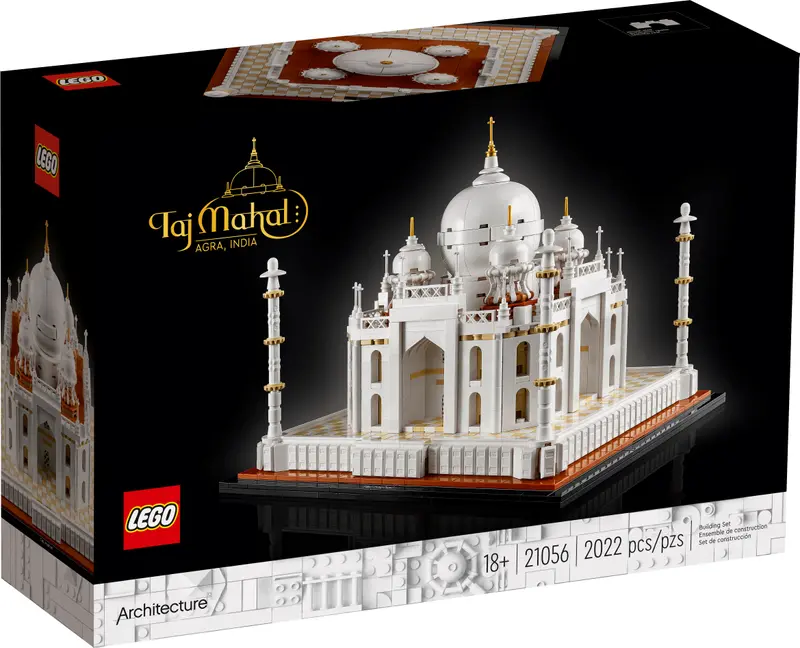 LEGO
LEGO
Taj Mahal
AGRA, INDIA
LEGO
18+ | 21056 | 2022 pcs/pzs
Building Set
Ensemble de construction
Set de construcción
Architecture